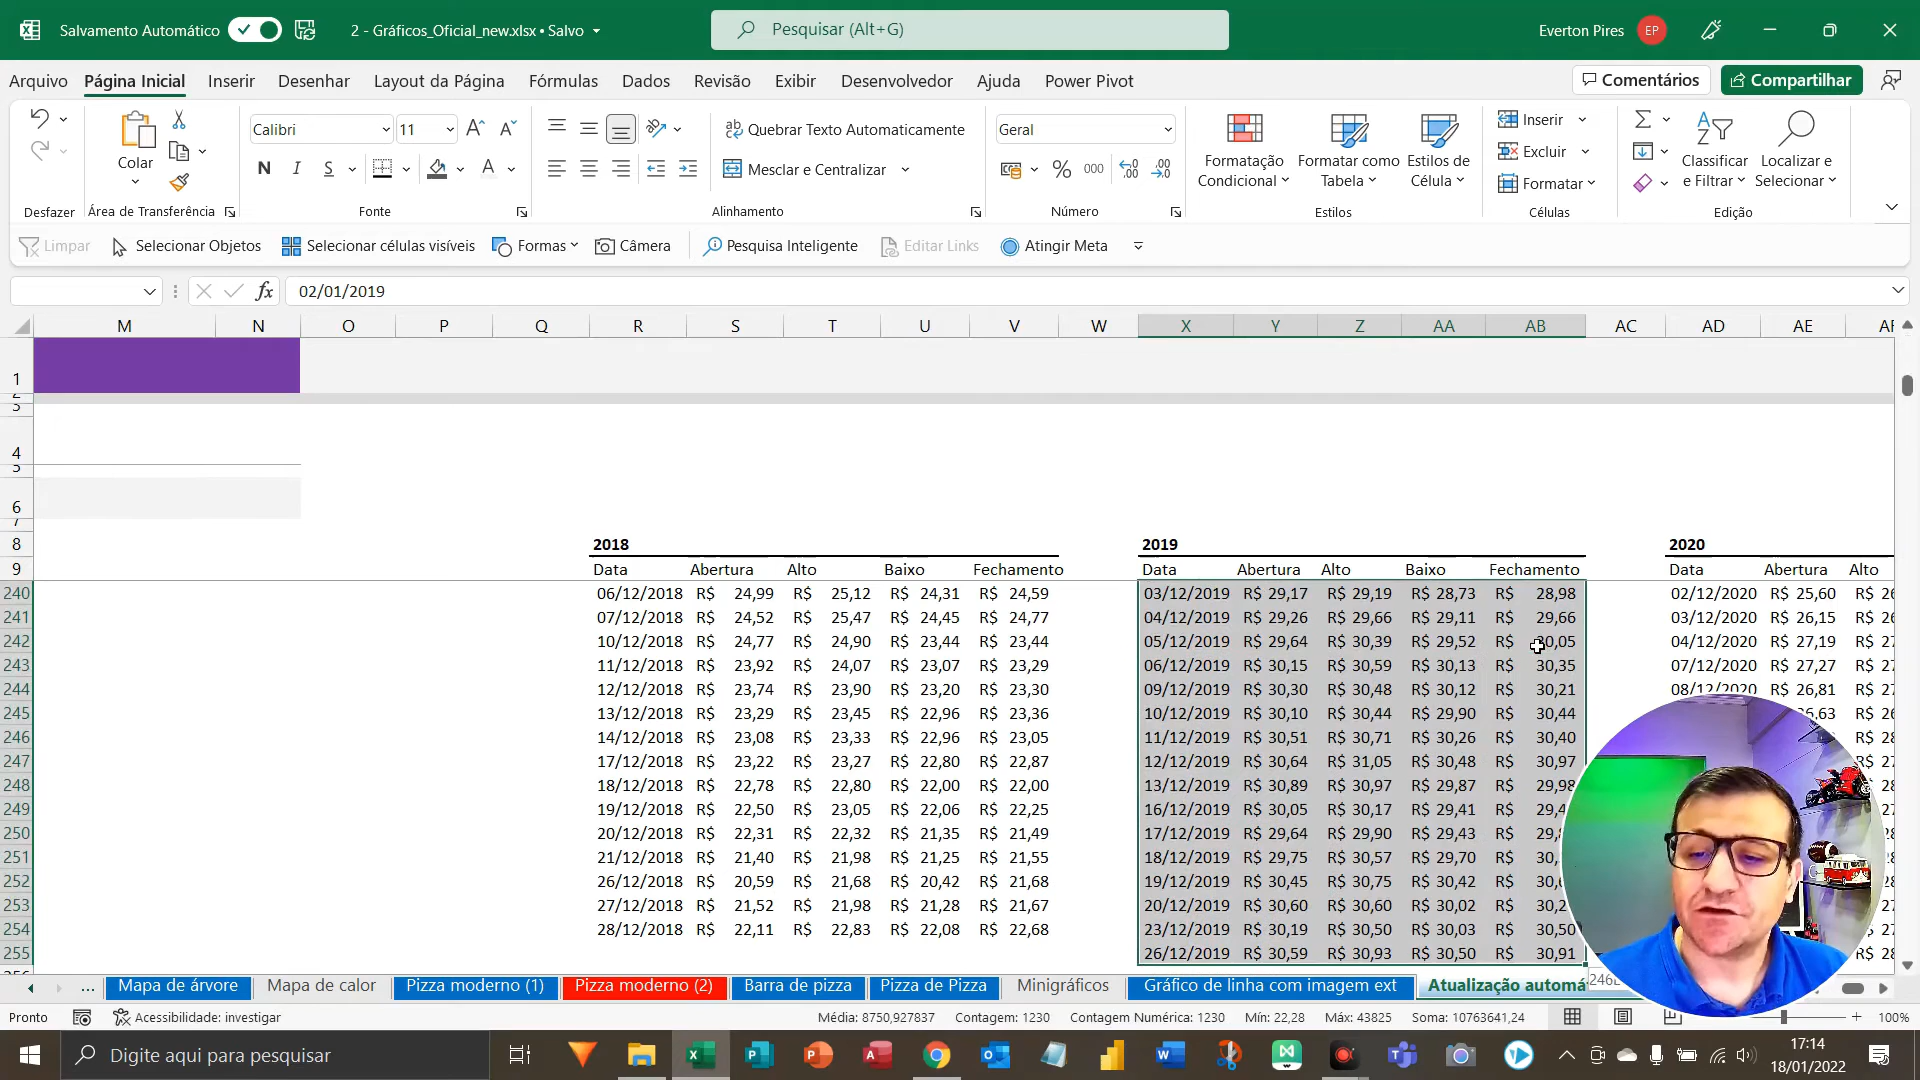 Salvamento Automático
2 - Gráficos_Oficial_new.xlsx • Salvo
Pesquisar (Alt+G)
Everton Pires EP
Arquivo Página Inicial Inserir Desenhar Layout da Página Fórmulas Dados Revisão Exibir Desenvolvedor Ajuda Power Pivot Comentários Compartilhar
Colar
Calibri 11
N I S A
Quebrar Texto Automaticamente
Mesclar e Centralizar
Geral
% 000
Formatação Condicional
Formatar como Tabela
Estilos de Célula
Inserir
Excluir
Formatar
Classificar e Filtrar
Localizar e Selecionar
Desfazer Área de Transferência Fonte Alinhamento Número Estilos Células Edição
Limpar Selecionar Objetos Selecionar células visíveis Formas Câmera Pesquisa Inteligente Editar Links Atingir Meta
fx 02/01/2019
M N O P Q R S T U V W X Y Z AA AB AC AD AE AF
1
2
3
4
5
6
7
8 2018 2019 2020
9 Data Abertura Alto Baixo Fechamento Data Abertura Alto Baixo Fechamento Data Abertura Alto
240 06/12/2018 R$ 24,99 R$ 25,12 R$ 24,31 R$ 24,59 03/12/2019 R$ 29,17 R$ 29,19 R$ 28,73 R$ 28,98 02/12/2020 R$ 25,60 R$
241 07/12/2018 R$ 24,52 R$ 25,47 R$ 24,45 R$ 24,77 04/12/2019 R$ 29,26 R$ 29,66 R$ 29,11 R$ 29,66 03/12/2020 R$ 26,15 R$
242 10/12/2018 R$ 24,77 R$ 24,90 R$ 23,44 R$ 23,44 05/12/2019 R$ 29,64 R$ 30,39 R$ 29,52 R$ 30,05 04/12/2020 R$ 27,19 R$
243 11/12/2018 R$ 23,92 R$ 24,07 R$ 23,07 R$ 23,29 06/12/2019 R$ 30,15 R$ 30,59 R$ 30,13 R$ 30,35 07/12/2020 R$ 27,27 R$
244 12/12/2018 R$ 23,74 R$ 23,90 R$ 23,20 R$ 23,30 09/12/2019 R$ 30,30 R$ 30,48 R$ 30,12 R$ 30,21 08/12/2020 R$ 26,81 R$
245 13/12/2018 R$ 23,29 R$ 23,45 R$ 22,96 R$ 23,36 10/12/2019 R$ 30,10 R$ 30,44 R$ 29,90 R$ 30,44 R$
246 14/12/2018 R$ 23,08 R$ 23,33 R$ 22,96 R$ 23,05 11/12/2019 R$ 30,51 R$ 30,71 R$ 30,26 R$ 30,40
247 17/12/2018 R$ 23,22 R$ 23,27 R$ 22,80 R$ 22,87 12/12/2019 R$ 30,64 R$ 31,05 R$ 30,48 R$ 30,97
248 18/12/2018 R$ 22,78 R$ 22,80 R$ 22,00 R$ 22,00 13/12/2019 R$ 30,89 R$ 30,97 R$ 29,87 R$ 29,98
249 19/12/2018 R$ 22,50 R$ 23,05 R$ 22,06 R$ 22,25 16/12/2019 R$ 30,05 R$ 30,17 R$ 29,41 R$
250 20/12/2018 R$ 22,31 R$ 22,32 R$ 21,35 R$ 21,49 17/12/2019 R$ 29,64 R$ 29,90 R$ 29,43 R$
251 21/12/2018 R$ 21,40 R$ 21,98 R$ 21,25 R$ 21,55 18/12/2019 R$ 29,75 R$ 30,57 R$ 29,70 R$
252 26/12/2018 R$ 20,59 R$ 21,68 R$ 20,42 R$ 21,68 19/12/2019 R$ 30,45 R$ 30,75 R$ 30,42 R$
253 27/12/2018 R$ 21,52 R$ 21,98 R$ 21,28 R$ 21,67 20/12/2019 R$ 30,60 R$ 30,60 R$ 30,02 R$
254 28/12/2018 R$ 22,11 R$ 22,83 R$ 22,08 R$ 22,68 23/12/2019 R$ 30,19 R$ 30,50 R$ 30,03 R$ 30,50
255 26/12/2019 R$ 30,59 R$ 30,93 R$ 30,50 R$ 30,91
... Mapa de árvore Mapa de calor Pizza moderno (1) Pizza moderno (2) Barra de pizza Pizza de Pizza Minigráficos Gráfico de linha com imagem ext Atualização automá
Pronto Acessibilidade: investigar Média: 8750,927837 Contagem: 1230 Contagem Numérica: 1230 Mín: 22,28 Máx: 43825 Soma: 10763641,24 100%
Digite aqui para pesquisar
17:14
18/01/2022